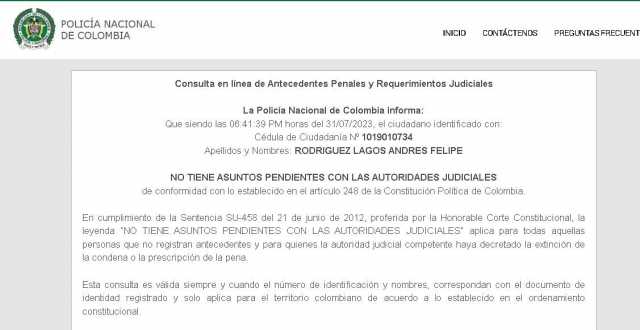 POLICÍA NACIONAL
DE COLOMBIA
INICIO CONTÁCTENOS PREGUNTAS FRECUENT
Consulta en línea de Antecedentes Penales y Requerimientos Judiciales
La Policía Nacional de Colombia informa:
Que siendo las 06:41:39 PM horas del 31/07/2023, el ciudadano identificado con:
Cédula de Ciudadanía Nº 1019010734
Apellidos y Nombres: RODRIGUEZ LAGOS ANDRES FELIPE
NO TIENE ASUNTOS PENDIENTES CON LAS AUTORIDADES JUDICIALES
de conformidad con lo establecido en el artículo 248 de la Constitución Política de Colombia.
En cumplimiento de la Sentencia SU-458 del 21 de junio de 2012, proferida por la Honorable Corte Constitucional, la
leyenda "NO TIENE ASUNTOS PENDIENTES CON LAS AUTORIDADES JUDICIALES" aplica para todas aquellas
personas que no registran antecedentes y para quienes la autoridad judicial competente haya decretado la extinción de
la condena o la prescripción de la pena.
Esta consulta es válida siempre y cuando el número de identificación y nombres, correspondan con el documento de
identidad registrado y solo aplica para el territorio colombiano de acuerdo a lo establecido en el ordenamiento
constitucional.